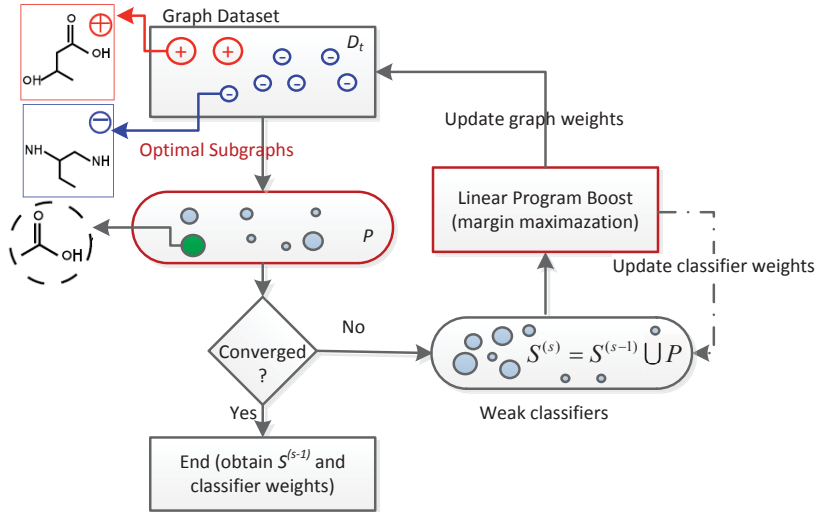 Graph Dataset
O
OH
OH
+
+
+
D_t
-
-
-
-
-
-
-
NH
NH
Update graph weights
Optimal Subgraphs
Linear Program Boost
(margin maximazation)
O
OH
P
Update classifier weights
No
Converged
?
S^(s) = S^(s−1) ⋃ P
Yes
Weak classifiers
End (obtain S^(s-1) and
classifier weights)